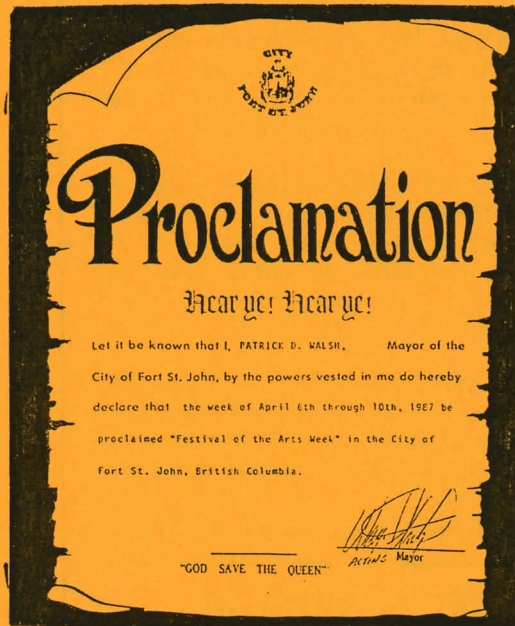 CITY
FORT ST. JOHN
Proclamation
Hear ye! Hear ye!
Let it be known that I, PATRICK D. WALSH, Mayor of the
City of Fort St. John, by the powers vested in me do hereby
declare that the week of April 6th through 10th, 1987 be
proclaimed "Festival of the Arts Week" in the City of
Fort St. John, British Columbia.
ACTING Mayor
"GOD SAVE THE QUEEN"